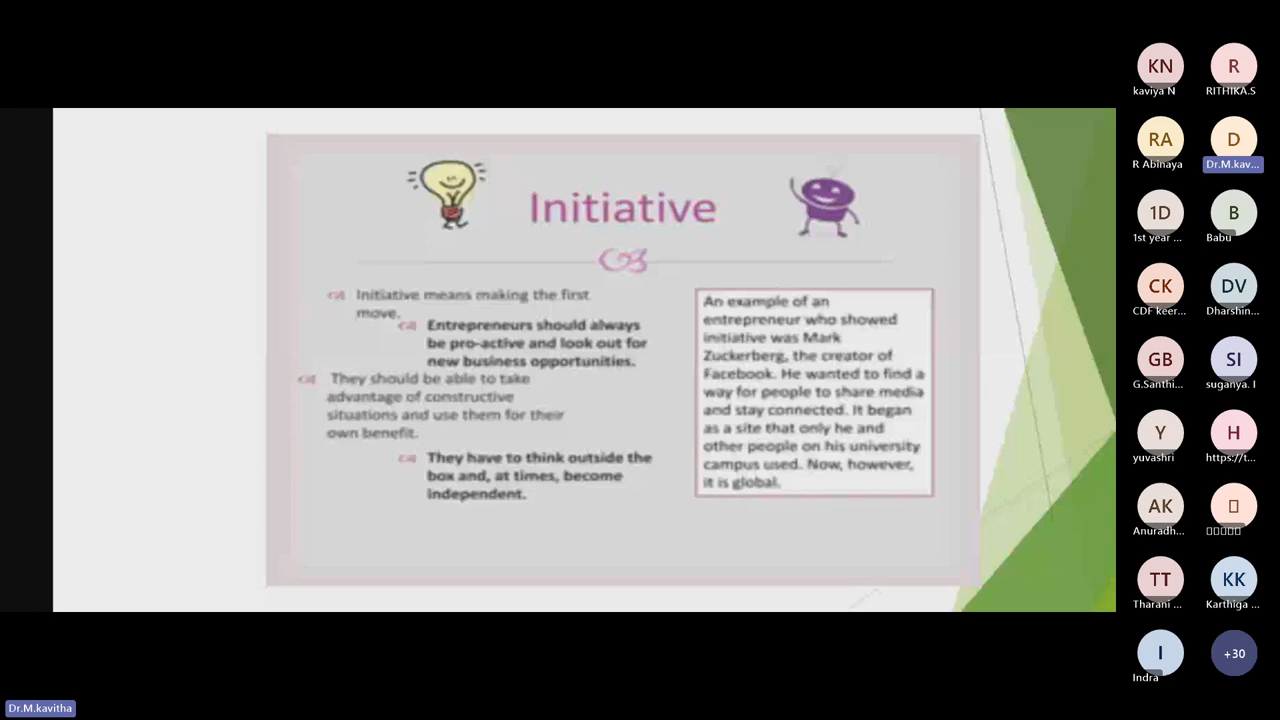 Initiative
Initiative means making the first
move.
Entrepreneurs should always
be pro-active and look out for
new business opportunities.
They should be able to take
advantage of constructive
situations and use them for their
own benefit.
They have to think outside the
box and, at times, become
independent.
An example of an
entrepreneur who showed
initiative was Mark
Zuckerberg, the creator of
Facebook. He wanted to find a
way for people to share media
and stay connected. It began
as a site that only he and
other people on his university
campus used. Now, however,
it is global.
KN
kaviya N
R
RITHIKA.S
RA
R Abinaya
D
Dr.M.kav...
1D
1st year ...
B
Babu
CK
CDF keer...
DV
Dharshin...
GB
G.Santhi...
SI
suganya. I
Y
yuvashri
H
https://t...
AK
Anuradh...
TT
Tharani ...
KK
Karthiga ...
I
Indra
+30
Dr.M.kavitha